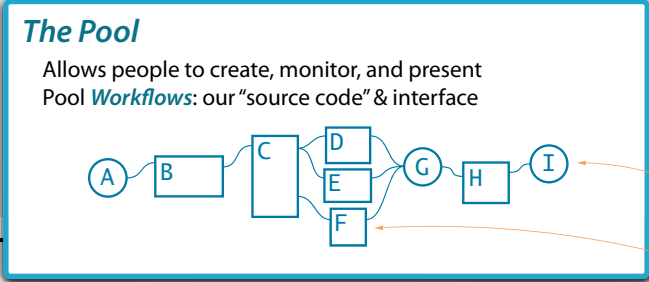 The Pool
Allows people to create, monitor, and present
Pool Workflows: our “source code” & interface
A
B
C
D
E
F
G
H
I